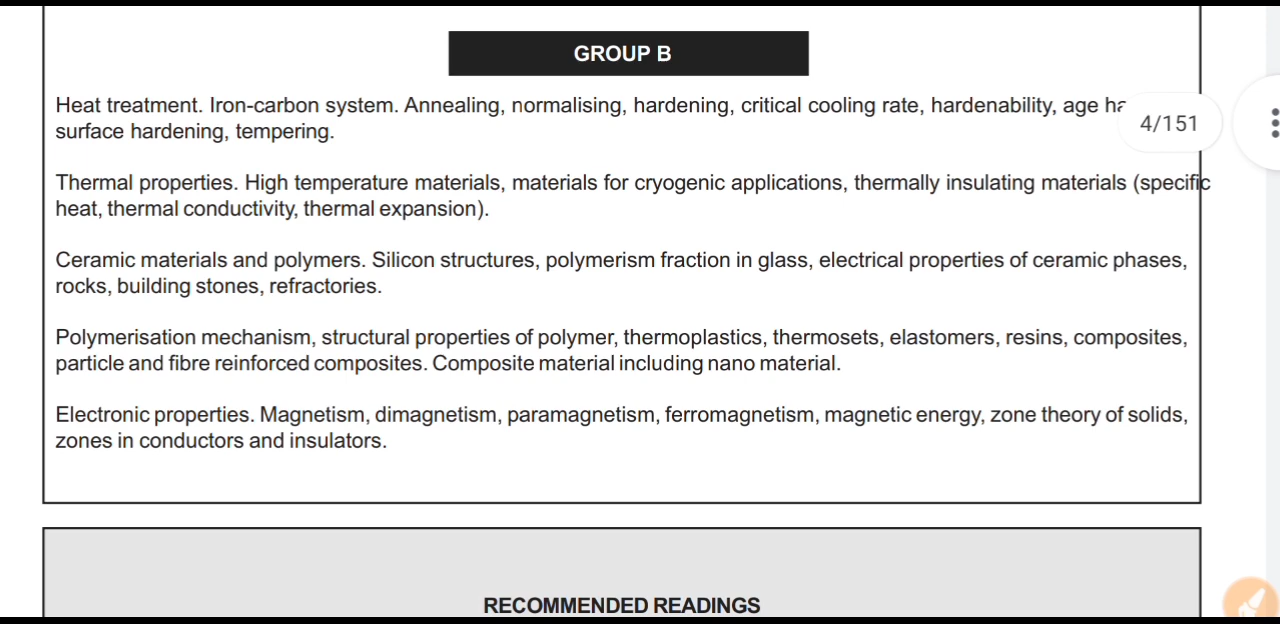 GROUP B
Heat treatment. Iron-carbon system. Annealing, normalising, hardening, critical cooling rate, hardenability, age
4/151
surface hardening, tempering.
Thermal properties. High temperature materials, materials for cryogenic applications, thermally insulating materials (specific
heat, thermal conductivity, thermal expansion).
Ceramic materials and polymers. Silicon structures, polymerism fraction in glass, electrical properties of ceramic phases,
rocks, building stones, refractories.
Polymerisation mechanism, structural properties of polymer, thermoplastics, thermosets, elastomers, resins, composites,
particle and fibre reinforced composites. Composite material including nano material.
Electronic properties. Magnetism, dimagnetism, paramagnetism, ferromagnetism, magnetic energy, zone theory of solids,
zones in conductors and insulators.
RECOMMENDED READINGS